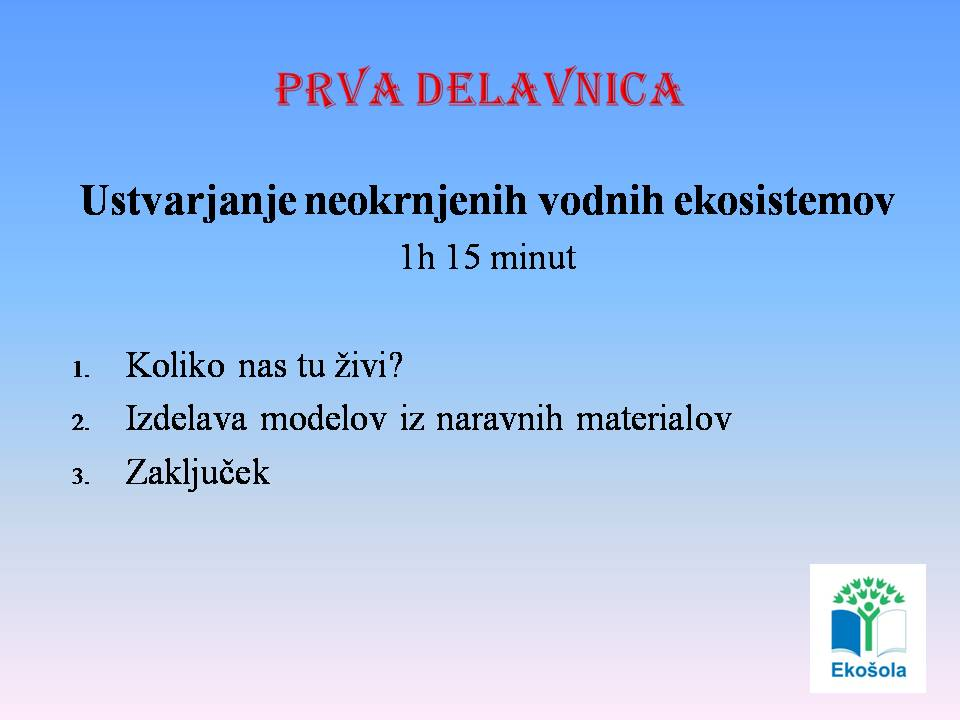 PRVA DELAVNICA
Ustvarjanje neokrnjenih vodnih ekosistemov
1h 15 minut
1. Koliko nas tu živi?
2. Izdelava modelov iz naravnih materialov
3. Zaključek
Ekošola